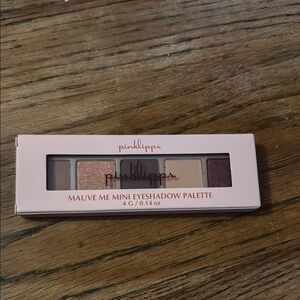 pinklipps
pinklipps
MAUVE ME MINI EYESHADOW PALETTE
4 G / 0.14 oz